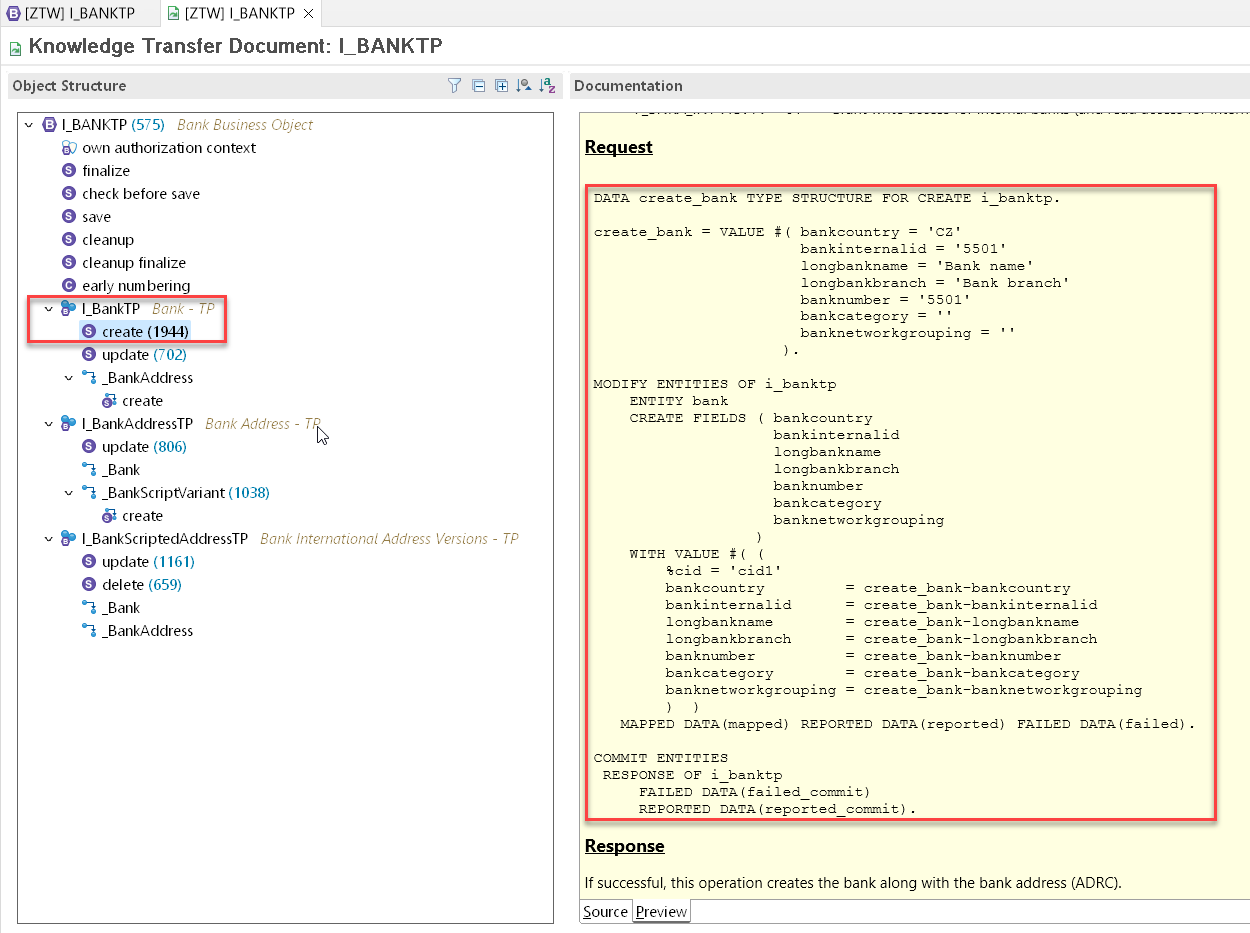 [ZTW] I_BANKTP
[ZTW] I_BANKTP
Knowledge Transfer Document: I_BANKTP
Object Structure
I_BANKTP (575) Bank Business Object
own authorization context
finalize
check before save
save
cleanup
cleanup finalize
early numbering
I_BankTP Bank - TP
create (1944)
update (702)
_BankAddress
create
I_BankAddressTP Bank Address - TP
update (806)
_Bank
_BankScriptVariant (1038)
create
I_BankScriptedAddressTP Bank International Address Versions - TP
update (1161)
delete (659)
_Bank
_BankAddress
Documentation
Request
DATA create_bank TYPE STRUCTURE FOR CREATE i_banktp.
create_bank = VALUE #( bankcountry = 'CZ'
bankinternalid = '5501'
longbankname = 'Bank name'
longbankbranch = 'Bank branch'
banknumber = '5501'
bankcategory = ''
banknetworkgrouping = ''
).
MODIFY ENTITIES OF i_banktp
ENTITY bank
CREATE FIELDS ( bankcountry
bankinternalid
longbankname
longbankbranch
banknumber
bankcategory
banknetworkgrouping
)
WITH VALUE #( (
%cid = 'cid1'
bankcountry = create_bank-bankcountry
bankinternalid = create_bank-bankinternalid
longbankname = create_bank-longbankname
longbankbranch = create_bank-longbankbranch
banknumber = create_bank-banknumber
bankcategory = create_bank-bankcategory
banknetworkgrouping = create_bank-banknetworkgrouping
) )
MAPPED DATA(mapped) REPORTED DATA(reported) FAILED DATA(failed).
COMMIT ENTITIES
RESPONSE OF i_banktp
FAILED DATA(failed_commit)
REPORTED DATA(reported_commit).
Response
If successful, this operation creates the bank along with the bank address (ADRC).
Source Preview